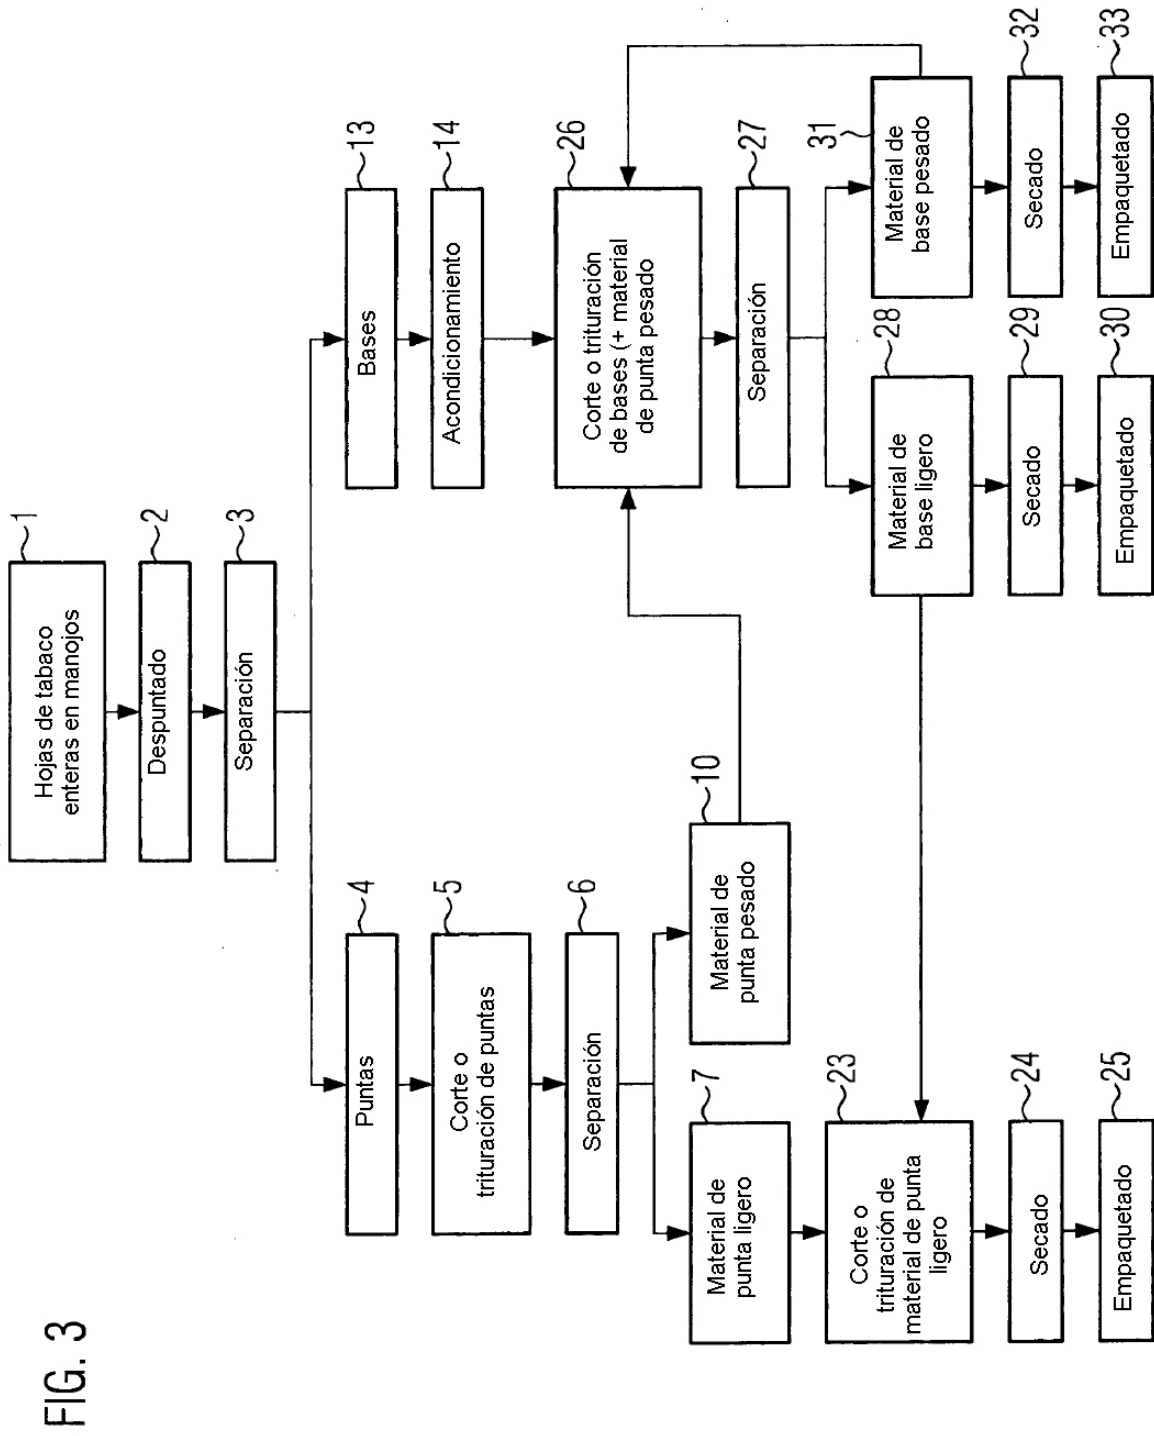 FIG. 3
Hojas de tabaco
enteras en manojos
1
Despuntado
2
Separación
3
Puntas
4
Corte o
trituración de puntas
5
Separación
6
Material de
punta ligero
7
Material de
punta pesado
10
Corte o
trituración de
material de punta
ligero
23
Secado
24
Empaquetado
25
Bases
13
Acondicionamiento
14
Corte o trituración
de bases (+ material
de punta pesado
26
Separación
27
Material de
base ligero
28
Secado
29
Empaquetado
30
Material de
base pesado
31
Secado
32
Empaquetado
33